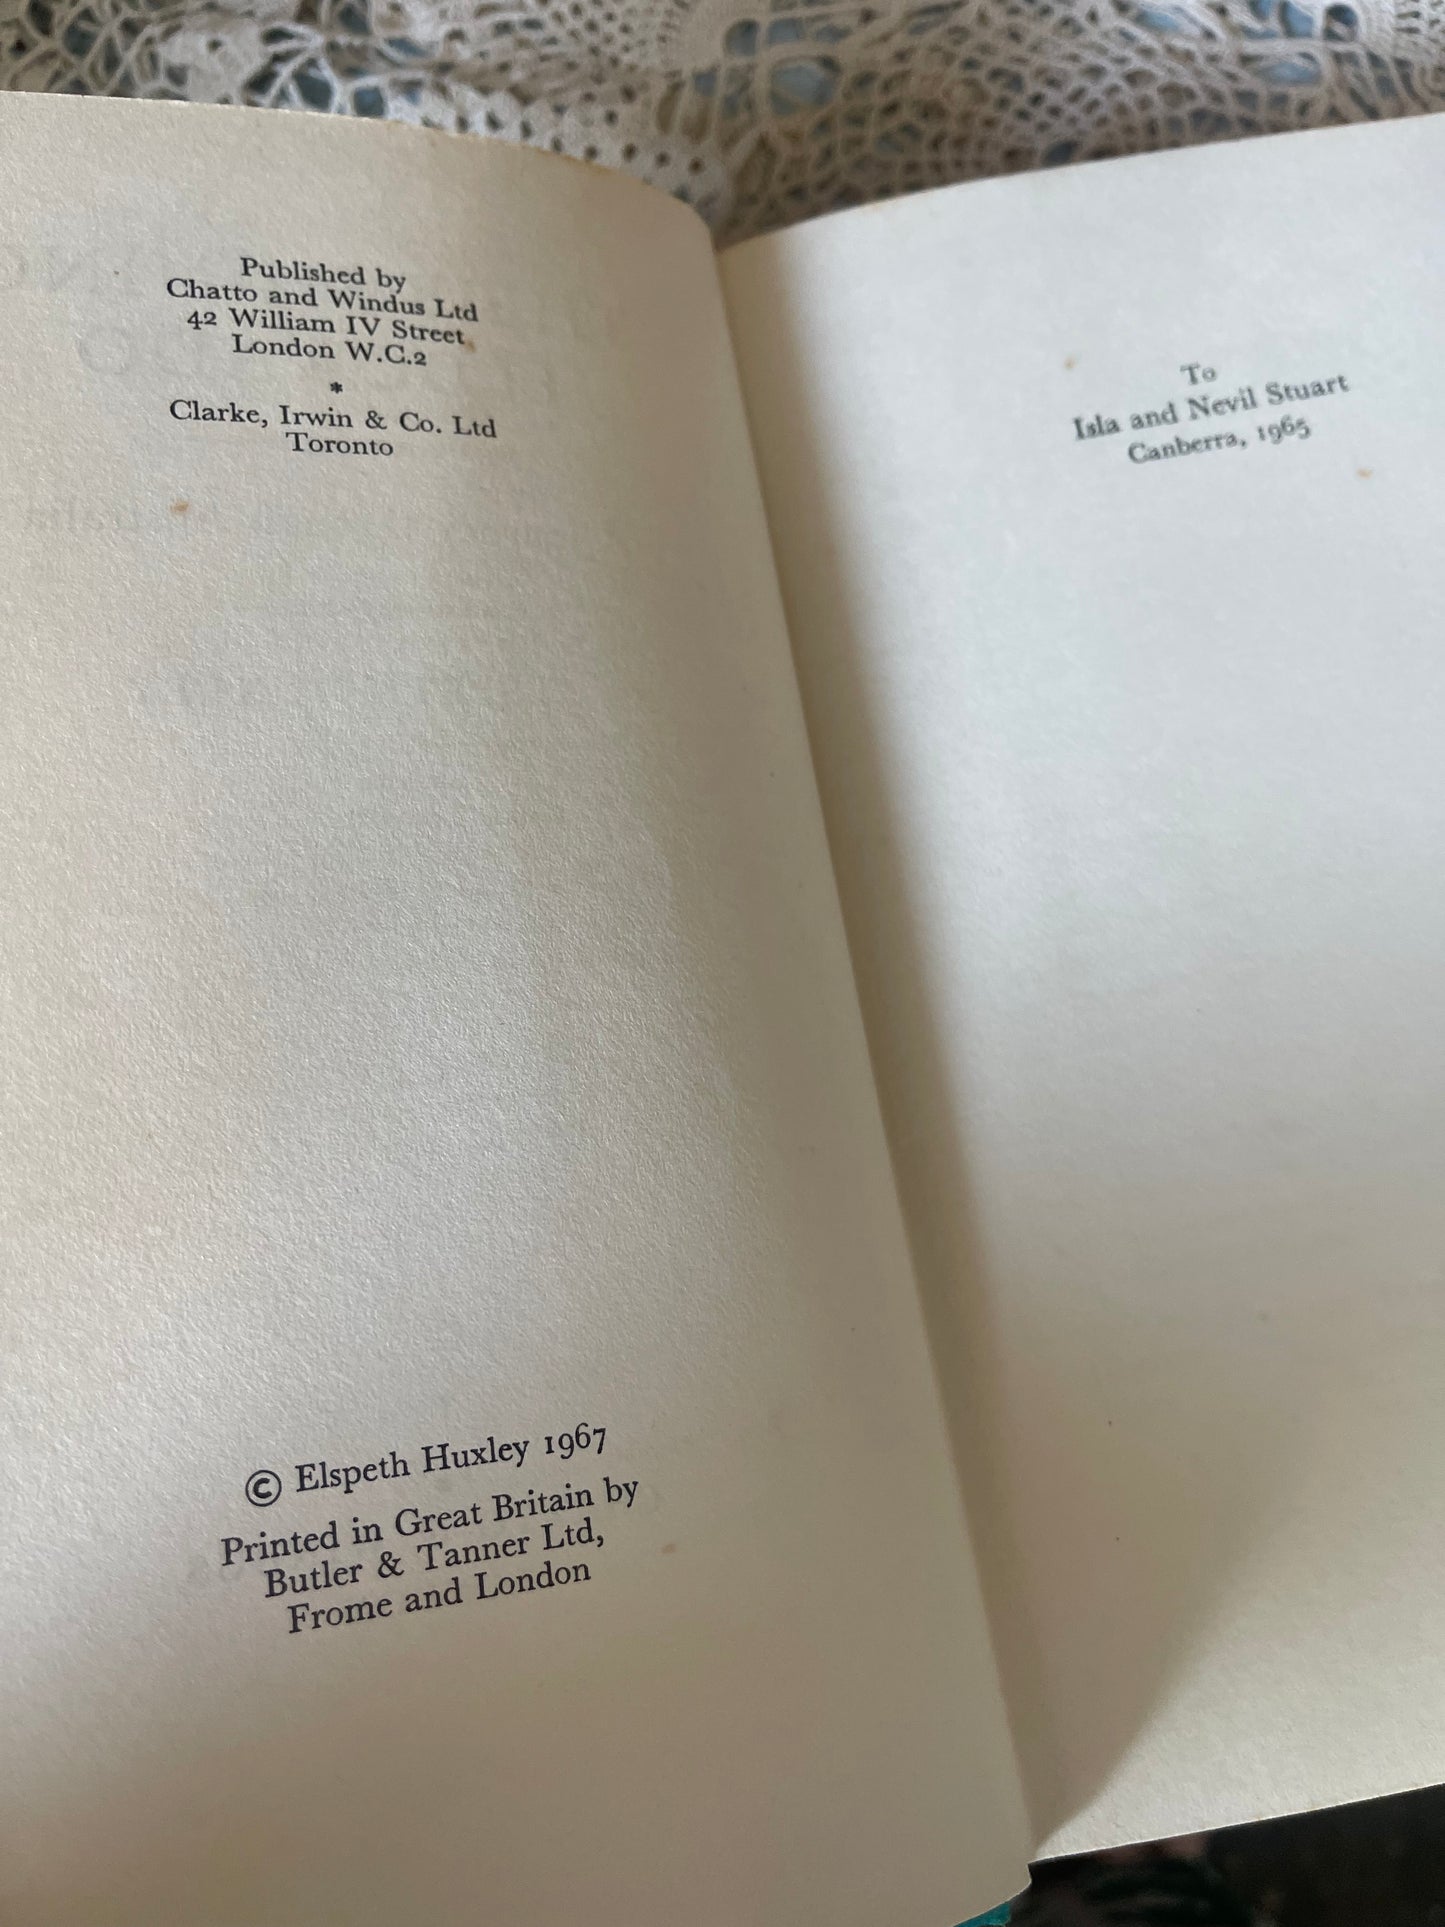 Published by
Chatto and Windus Ltd
42 William IV Street
London W.C.2
*
Clarke, Irwin & Co. Ltd
Toronto
© Elspeth Huxley 1967
Printed in Great Britain by
Butler & Tanner Ltd,
Frome and London
To
Isla and Nevil Stuart
Canberra, 1965